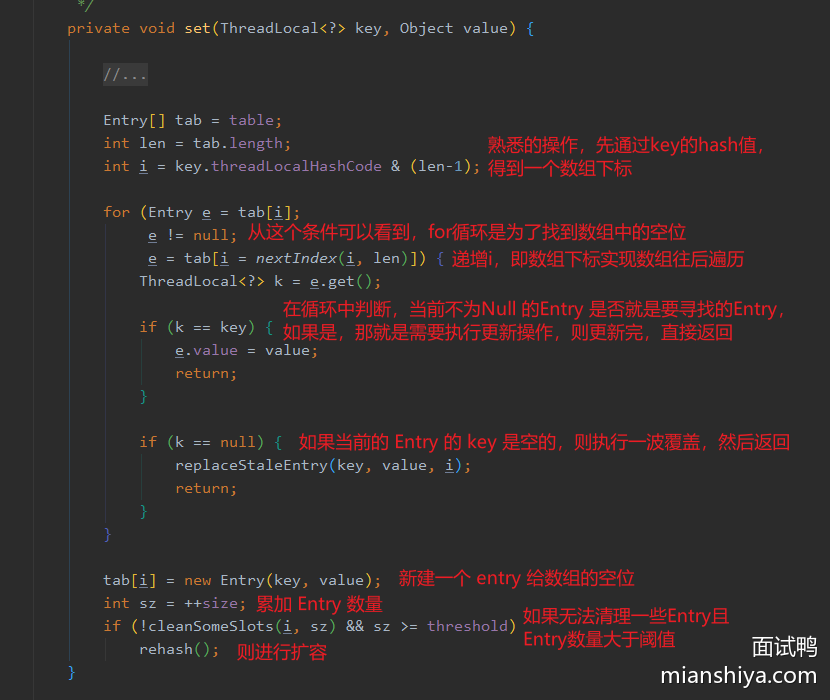 */
private void set(ThreadLocal<?> key, Object value) {
//...
Entry[] tab = table;
int len = tab.length;
熟悉的操作，先通过key的hash值，
int i = key.threadLocalHashCode & (len-1);
得到一个数组下标
for (Entry e = tab[i];
e != null; 从这个条件可以看到，for循环是为了找到数组中的空位
e = tab[i = nextIndex(i, len)]) { 递增i，即数组下标实现数组往后遍历
ThreadLocal<?> k = e.get();
在循环中判断，当前不为Null 的Entry 是否就是要寻找的Entry，
if (k == key) { 如果是，那就是需要执行更新操作，则更新完，直接返回
e.value = value;
return;
}
if (k == null) { 如果当前的 Entry 的 key 是空的，则执行一波覆盖，然后返回
replaceStaleEntry(key, value, i);
return;
}
}
tab[i] = new Entry(key, value); 新建一个 entry 给数组的空位
int sz = ++size; 累加 Entry 数量
如果无法清理一些Entry且
if (!cleanSomeSlots(i, sz) && sz >= threshold)
Entry数量大于阈值
rehash(); 则进行扩容
}
面试鸭
mianshiya.com